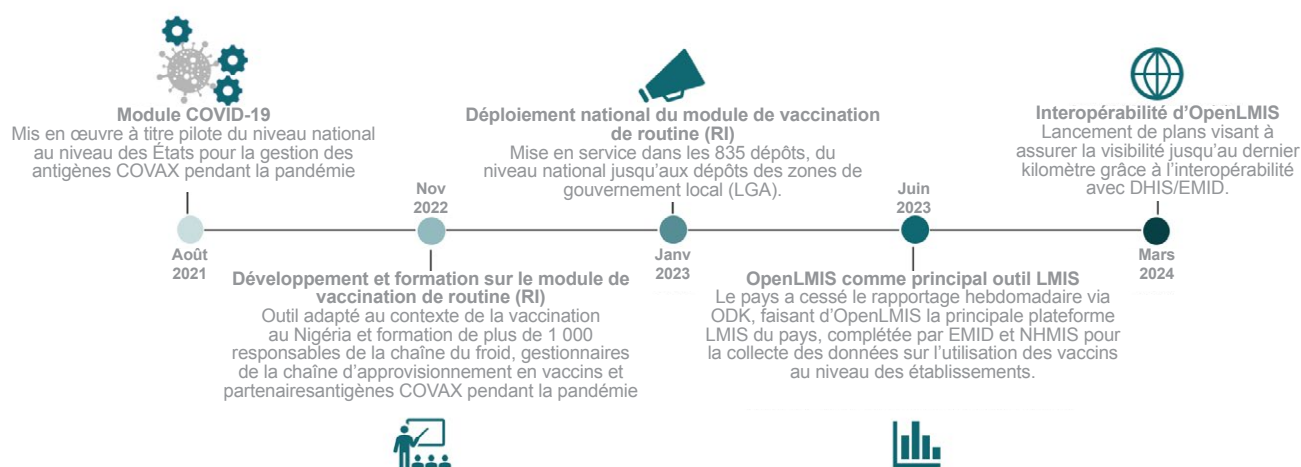 Module COVID-19
Mis en œuvre à titre pilote du niveau national
au niveau des États pour la gestion des
antigènes COVAX pendant la pandémie
Août
2021
Nov
2022
Développement et formation sur le module de
vaccination de routine (RI)
Outil adapté au contexte de la vaccination
au Nigéria et formation de plus de 1 000
responsables de la chaîne du froid, gestionnaires
de la chaîne d’approvisionnement en vaccins et
partenairesantigènes COVAX pendant la pandémie
Déploiement national du module de vaccination
de routine (RI)
Mise en service dans les 835 dépôts, du
niveau national jusqu’aux dépôts des zones de
gouvernement local (LGA).
Janv
2023
Juin
2023
OpenLMIS comme principal outil LMIS
Le pays a cessé le rapportage hebdomadaire via
ODK, faisant d’OpenLMIS la principale plateforme
LMIS du pays, complétée par EMID et NHMIS pour
la collecte des données sur l’utilisation des vaccins
au niveau des établissements.
Interopérabilité d’OpenLMIS
Lancement de plans visant à
assurer la visibilité jusqu’au dernier
kilomètre grâce à l’interopérabilité
avec DHIS/EMID.
Mars
2024